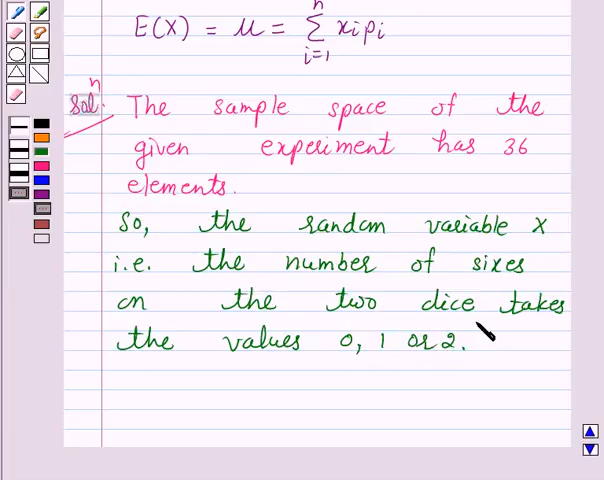 E(X) = μ = n∑i=1 xipi
Solⁿ. The sample space of the
given experiment has 36
elements.
So, the random variable X
i.e. the number of sixes
on the two dice takes
the values 0, 1 or 2.